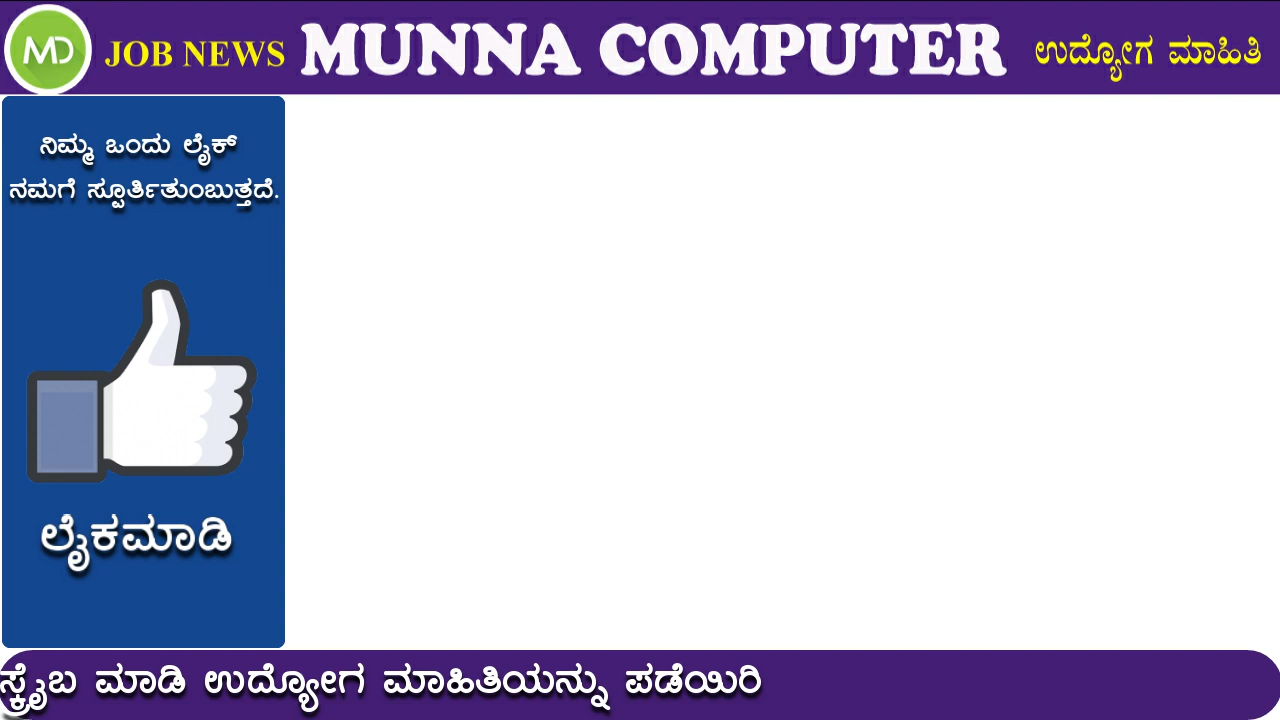 MD JOB NEWS MUNNA COMPUTER ಉದ್ಯೋಗ ಮಾಹಿತಿ
ನಿಮ್ಮ ಒಂದು ಲೈಕ್
ನಮಗೆ ಸ್ಪೂರ್ತಿತುಂಬುತ್ತದೆ.
ಲೈಕಮಾಡಿ
ಸ್ಕ್ರೈಬ ಮಾಡಿ ಉದ್ಯೋಗ ಮಾಹಿತಿಯನ್ನು ಪಡೆಯಿರಿ